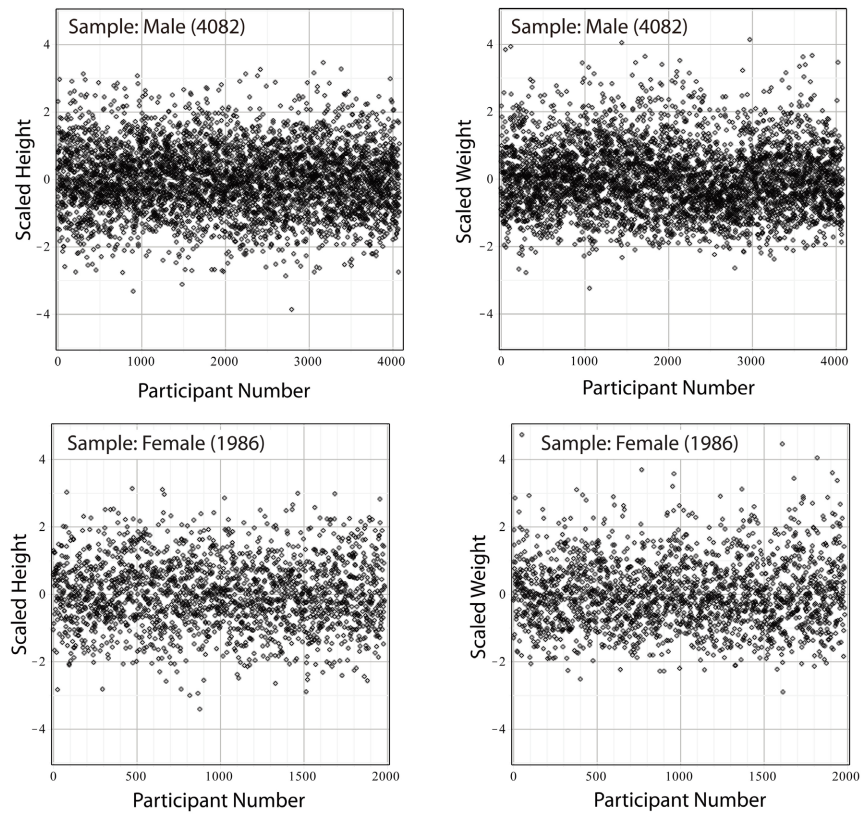 Sample: Male (4082)
Scaled Height
4
2
0
−2
−4
0 1000 2000 3000 4000
Participant Number
Sample: Male (4082)
Scaled Weight
4
2
0
−2
−4
0 1000 2000 3000 4000
Participant Number
Sample: Female (1986)
Scaled Height
4
2
0
−2
−4
0 500 1000 1500 2000
Participant Number
Sample: Female (1986)
Scaled Weight
4
2
0
−2
−4
0 500 1000 1500 2000
Participant Number